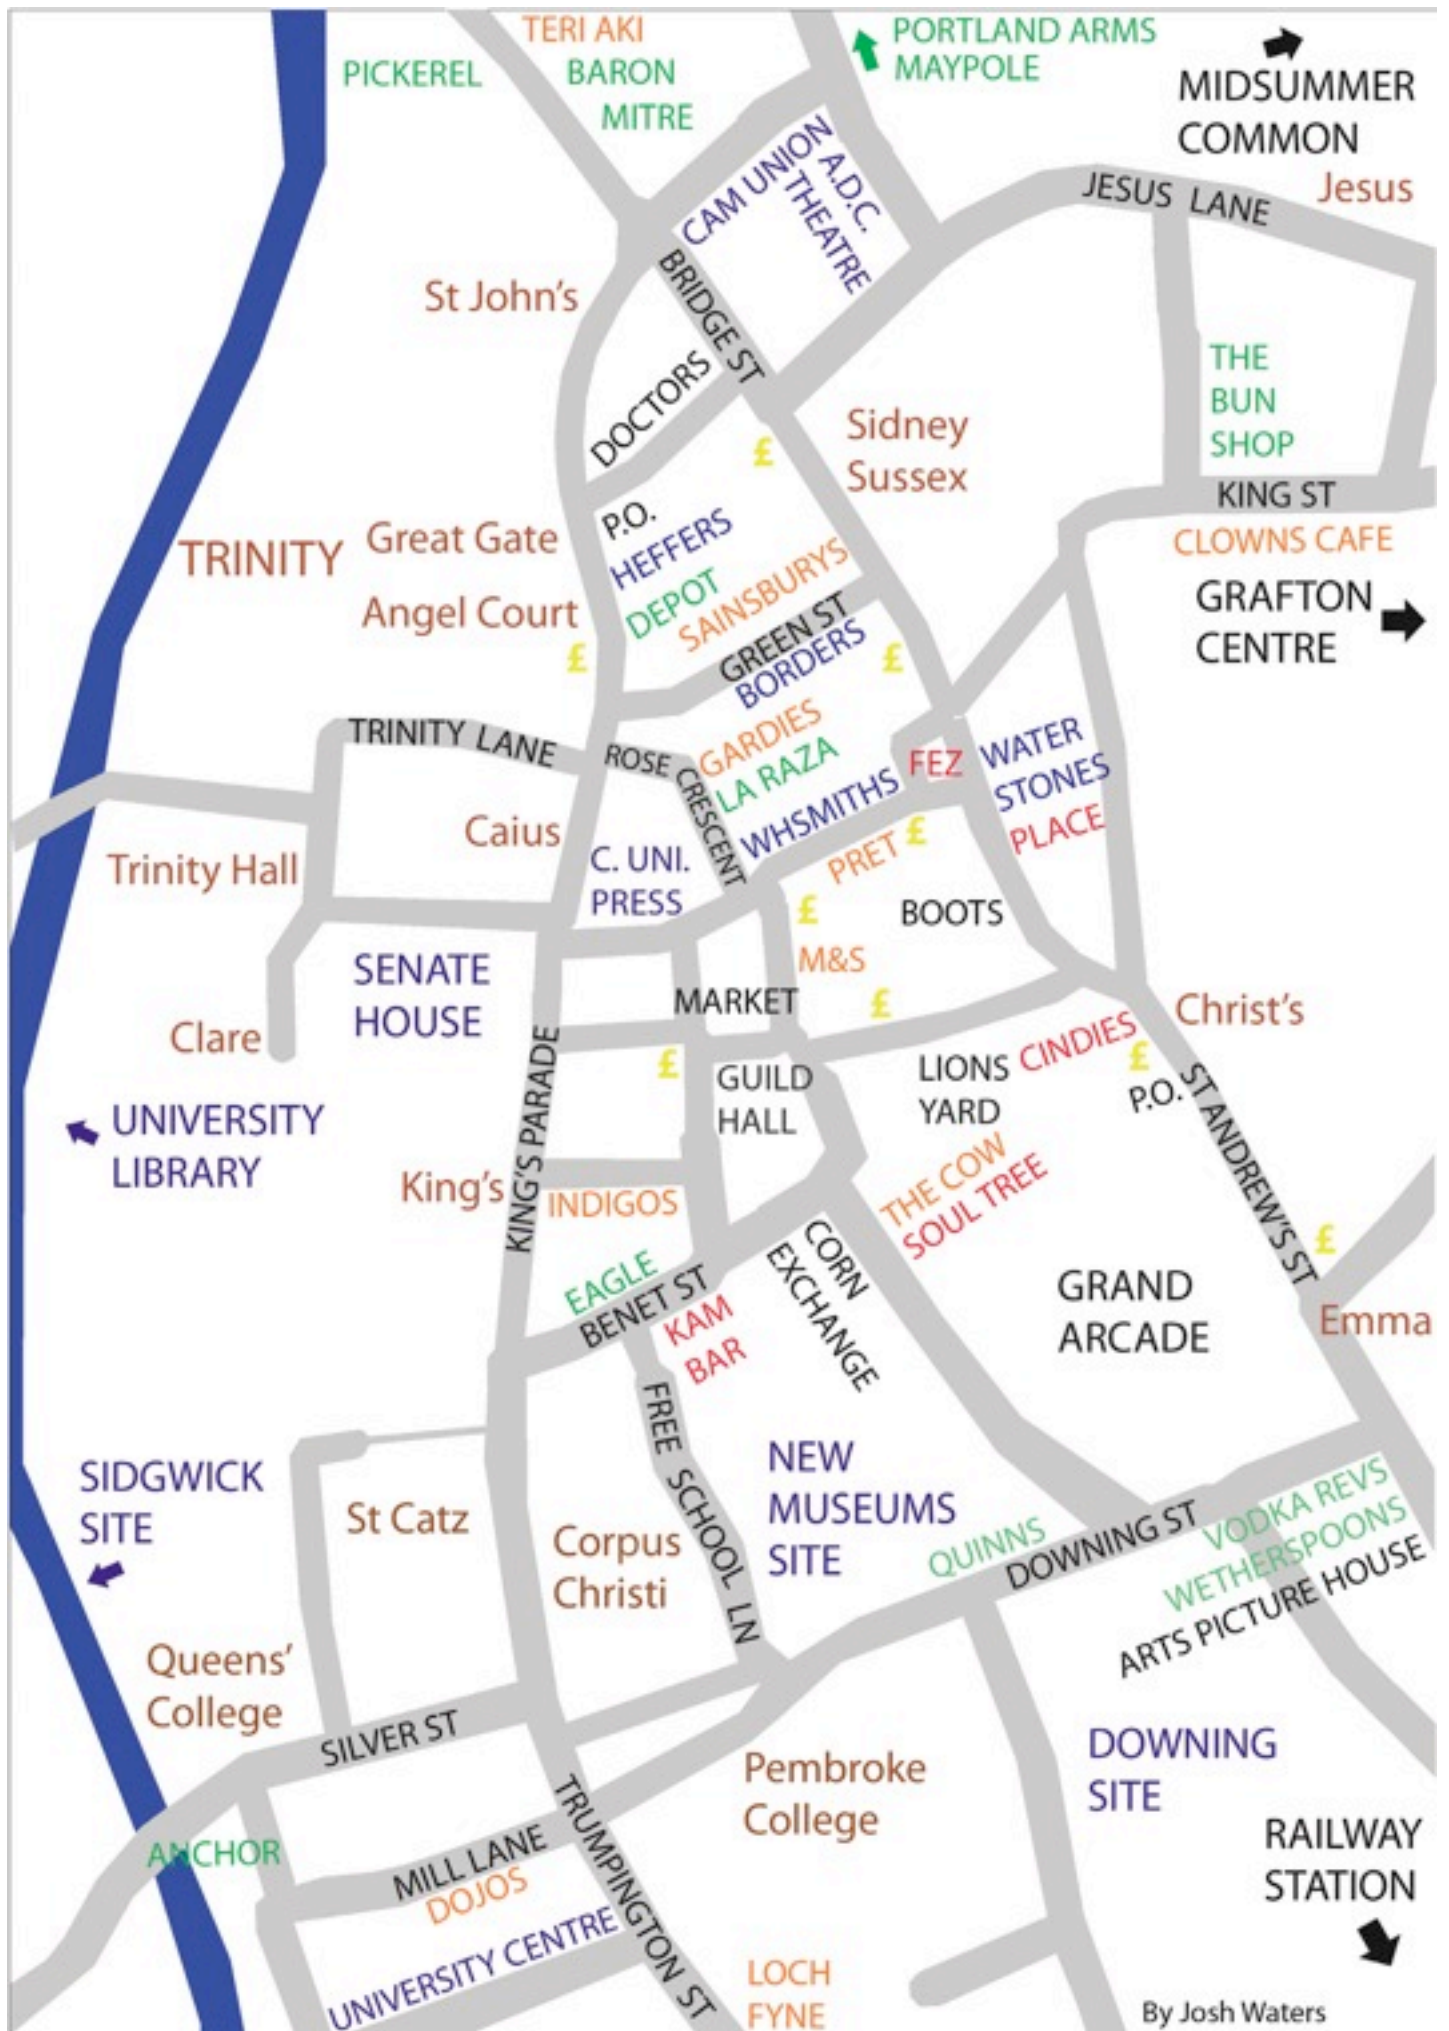 TERI AKI
PICKEREL
BARON
MITRE
PORTLAND ARMS
MAYPOLE
MIDSUMMER
COMMON
CAM UNION
A.D.C.
THEATRE
JESUS LANE
Jesus
St John's
BRIDGE ST
DOCTORS
THE
BUN
SHOP
Sidney
Sussex
£
KING ST
CLOWNS CAFE
GRAFTON
CENTRE
TRINITY
Great Gate
Angel Court
£
P.O.
HEFFERS
DEPOT
SAINSBURYS
GREEN ST
BORDERS
£
TRINITY LANE
ROSE CRESCENT
GARDIES
LA RAZA
WHSMITHS
FEZ
WATER
STONES
PLACE
Caius
Trinity Hall
C. UNI.
PRESS
PRET
£
£
BOOTS
M&S
SENATE
HOUSE
MARKET
£
Clare
Christ's
KING'S PARADE
£
GUILD
HALL
LIONS
YARD
CINDIES
£
P.O.
ST ANDREW'S ST
UNIVERSITY
LIBRARY
King's
INDIGOS
THE COW
SOUL TREE
£
EAGLE
BENET ST
KAM
BAR
CORN
EXCHANGE
GRAND
ARCADE
Emma
FREE SCHOOL LN
SIDGWICK
SITE
St Catz
Corpus
Christi
NEW
MUSEUMS
SITE
QUINNS
DOWNING ST
VODKA REVS
WETHERSPOONS
ARTS PICTURE HOUSE
Queens'
College
SILVER ST
Pembroke
College
DOWNING
SITE
ANCHOR
MILL LANE
DOJOS
TRUMPINGTON ST
UNIVERSITY CENTRE
RAILWAY
STATION
LOCH
FYNE
By Josh Waters